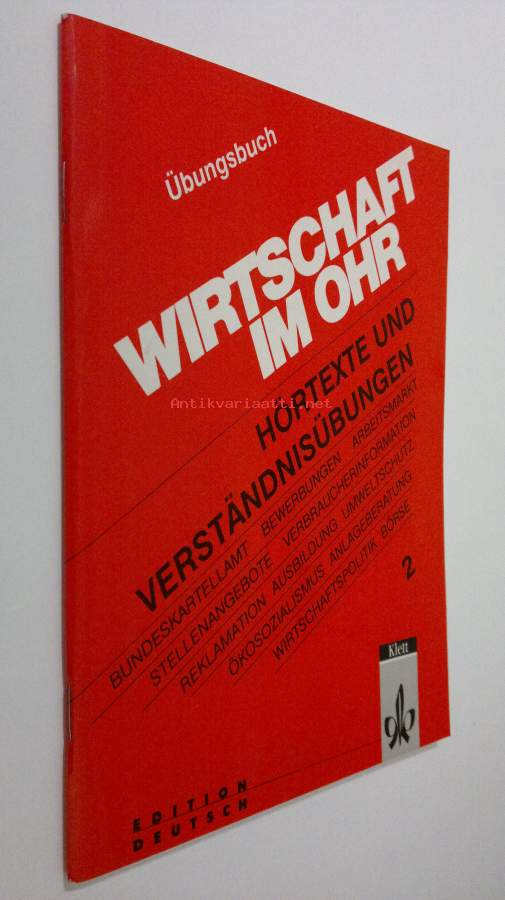 Übungsbuch
WIRTSCHAFT
IM OHR
HÖRTEXTE UND
VERSTÄNDNISÜBUNGEN
BUNDESKARTELLAMT BEWERBUNGEN ARBEITSMARKT
STELLENANGEBOTE VERBRAUCHERINFORMATION
REKLAMATION AUSBILDUNG UMWELTSCHUTZ
ÖKOSOZIALISMUS ANLAGEBERATUNG
WIRTSCHAFTSPOLITIK BÖRSE
2
Klett
EDITION
DEUTSCH
Antikvariaatti.net